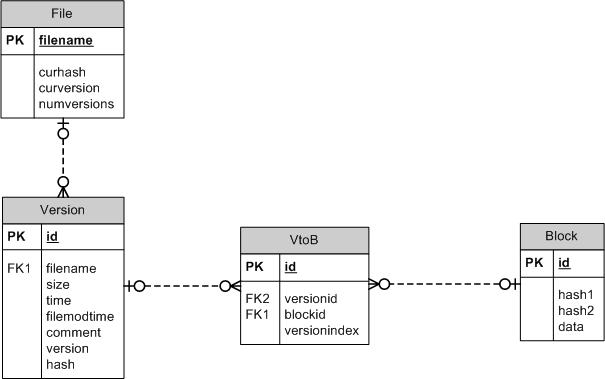 File
PK filename
curhash
curversion
numversions
Version
PK id
FK1 filename
size
time
filemodtime
comment
version
hash
VtoB
PK id
FK2 versionid
FK1 blockid
versionindex
Block
PK id
hash1
hash2
data